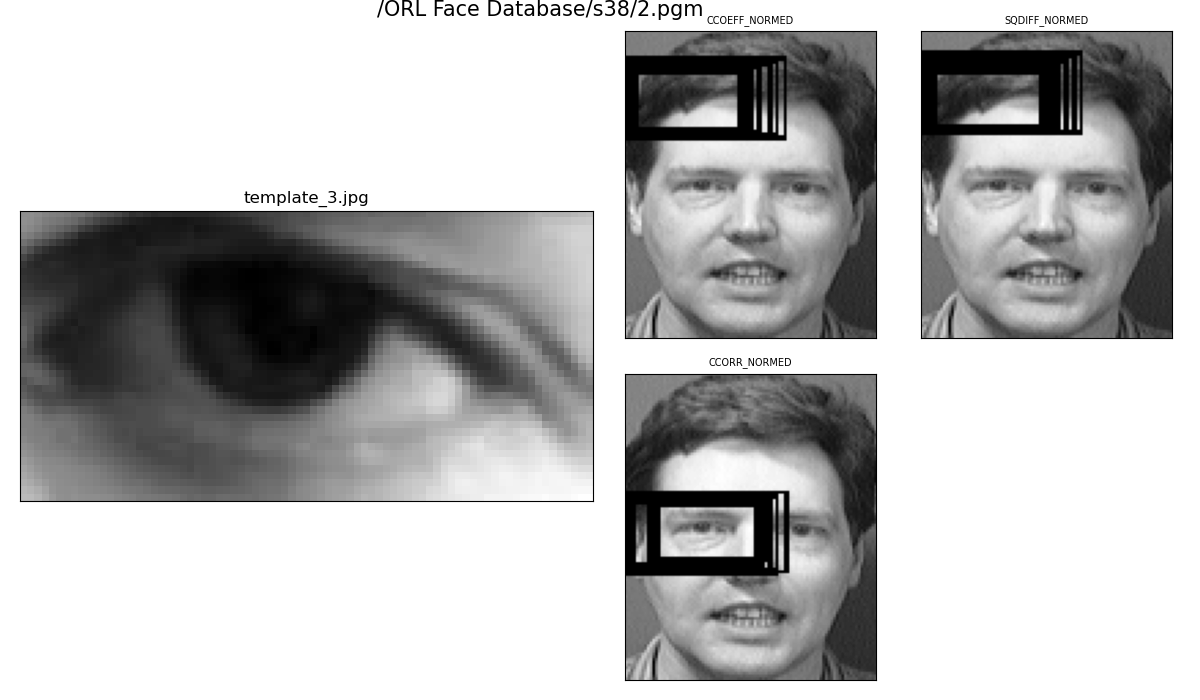 /ORL Face Database/s38/2.pgm
CCOEFF_NORMED
SQDIFF_NORMED
template_3.jpg
CCORR_NORMED